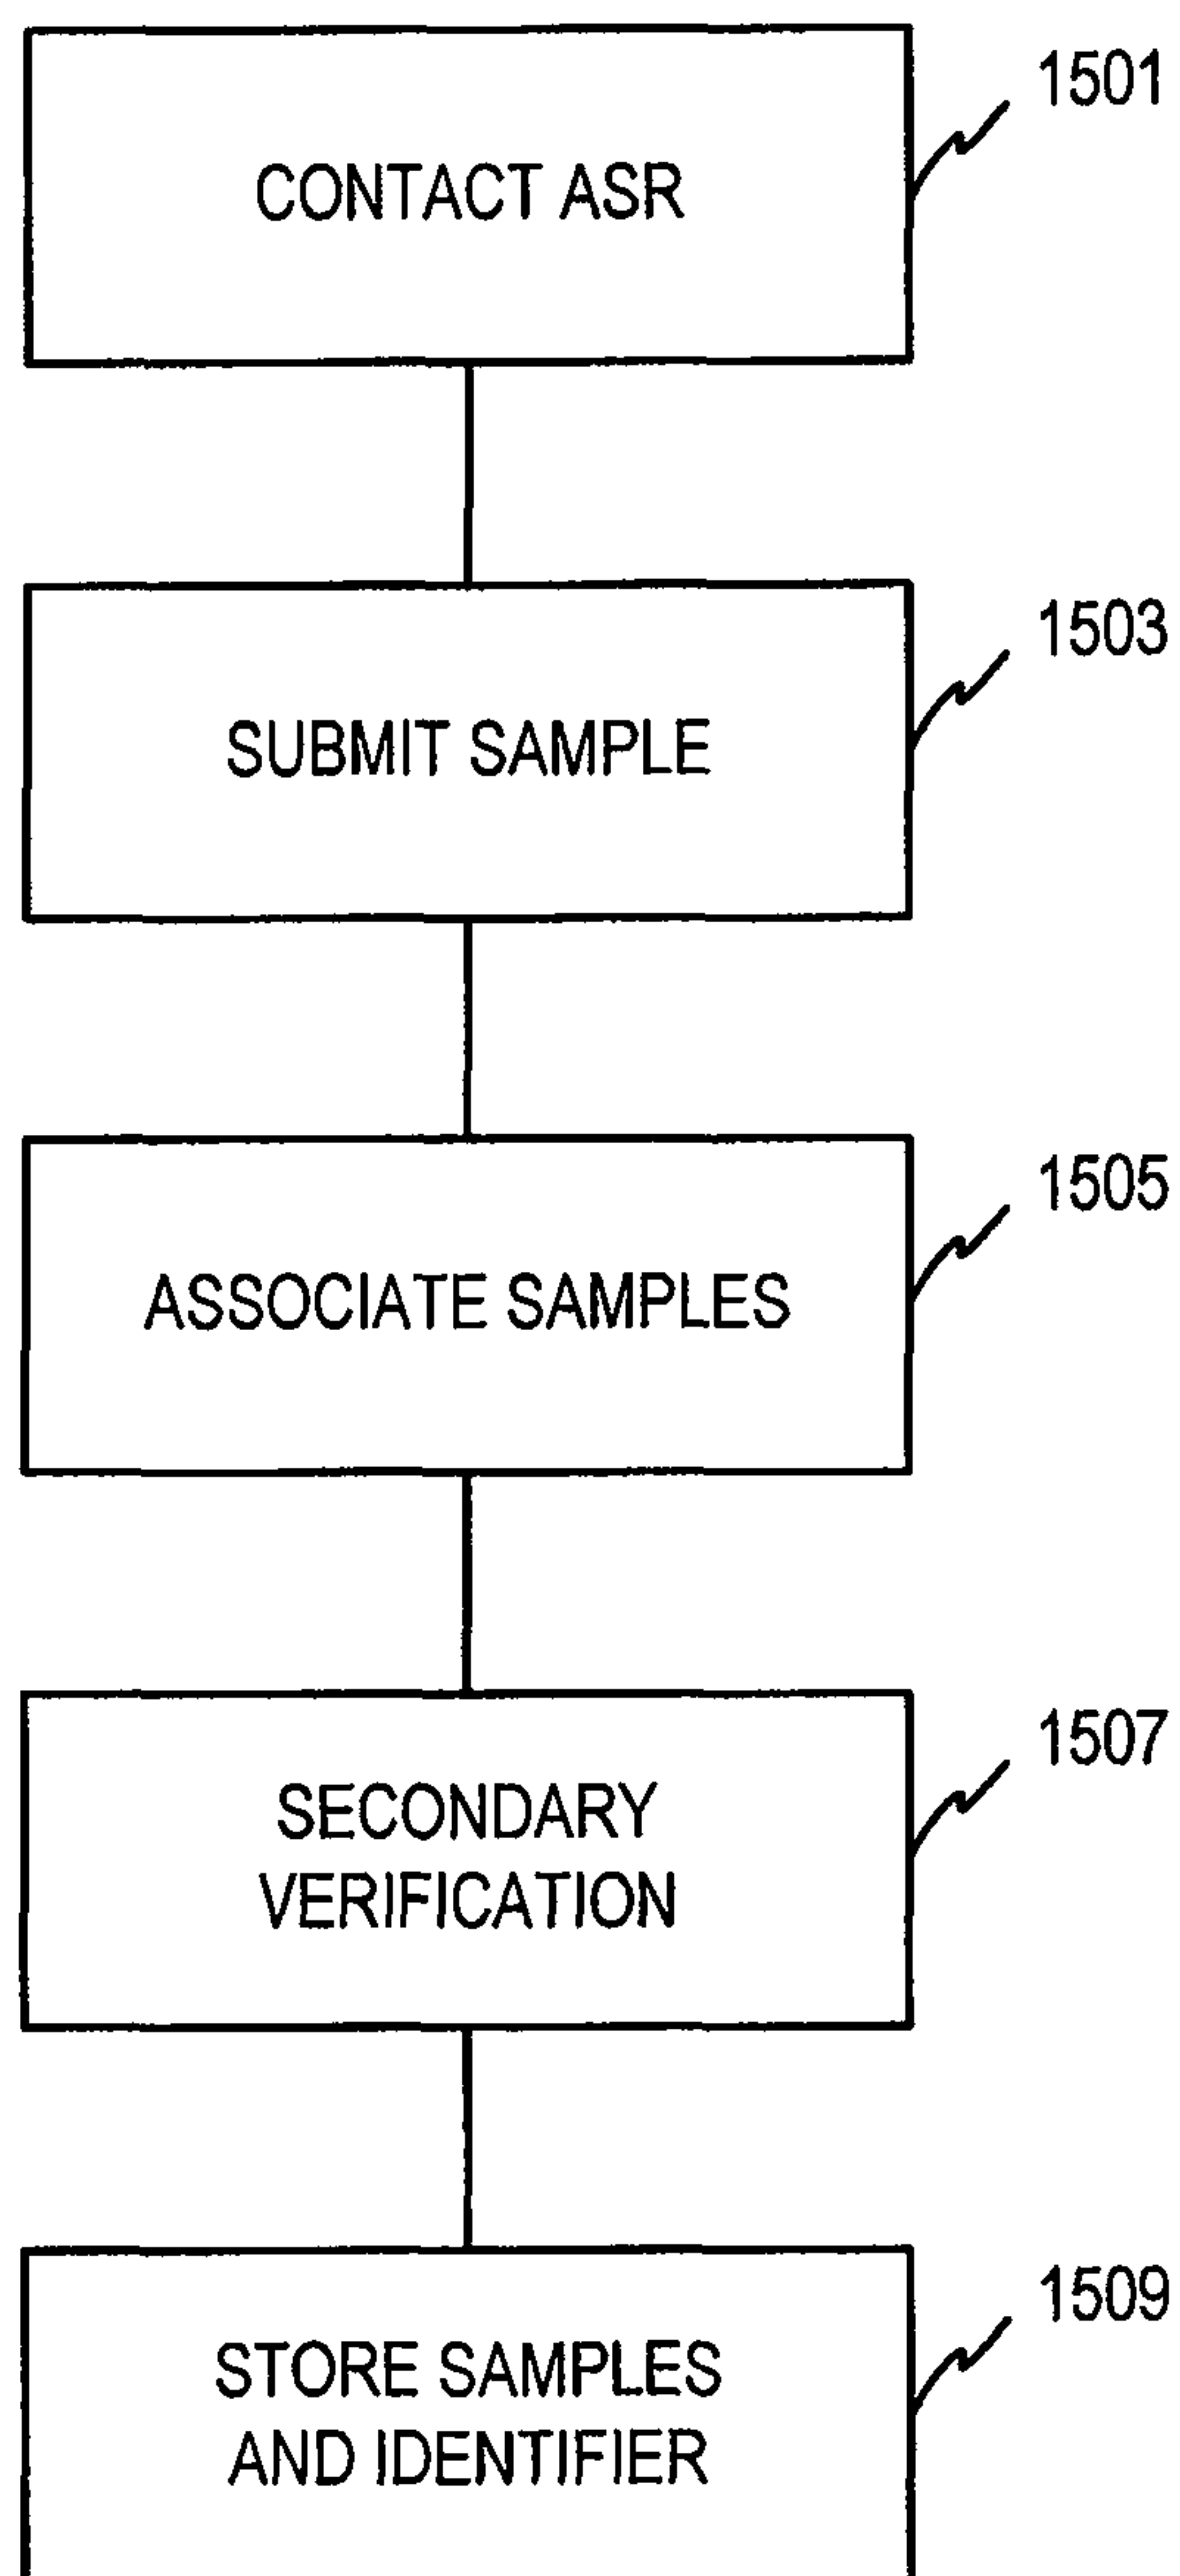 CONTACT ASR
1501
SUBMIT SAMPLE
1503
ASSOCIATE SAMPLES
1505
SECONDARY
VERIFICATION
1507
STORE SAMPLES
AND IDENTIFIER
1509